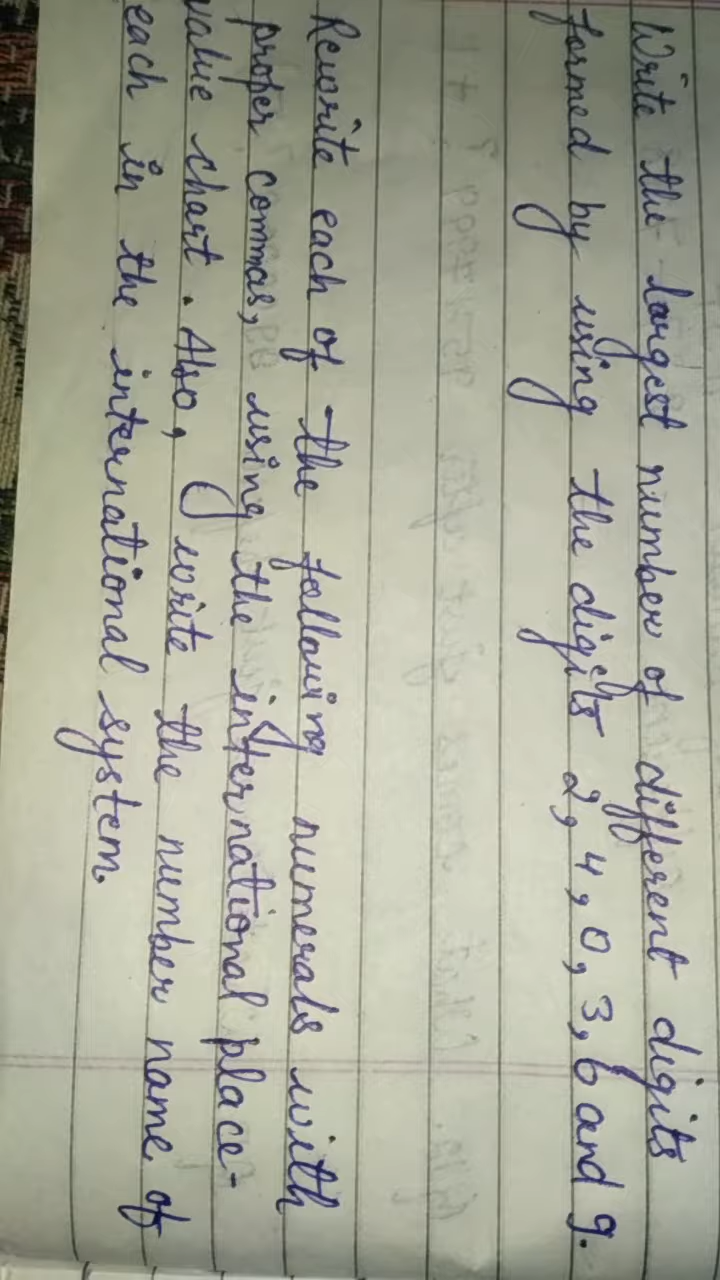 Write the largest number of different digits
formed by using the digits 2, 4, 0, 3, 6 and 9.
Rewrite each of the following numerals with
proper commas, using the international place-
value chart. Also, write the number name of
each in the international system.